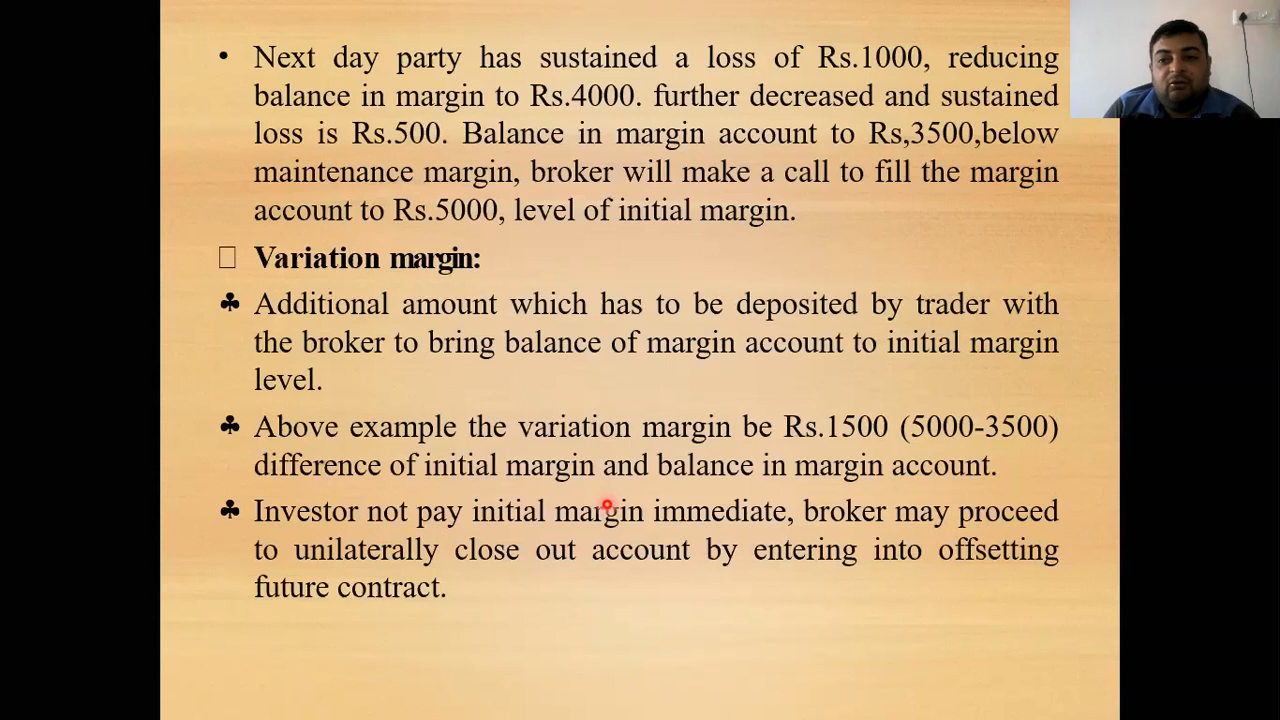 • Next day party has sustained a loss of Rs.1000, reducing
balance in margin to Rs.4000. further decreased and sustained
loss is Rs.500. Balance in margin account to Rs,3500,below
maintenance margin, broker will make a call to fill the margin
account to Rs.5000, level of initial margin.
Variation margin:
♣ Additional amount which has to be deposited by trader with
the broker to bring balance of margin account to initial margin
level.
♣ Above example the variation margin be Rs.1500 (5000-3500)
difference of initial margin and balance in margin account.
♣ Investor not pay initial margin immediate, broker may proceed
to unilaterally close out account by entering into offsetting
future contract.